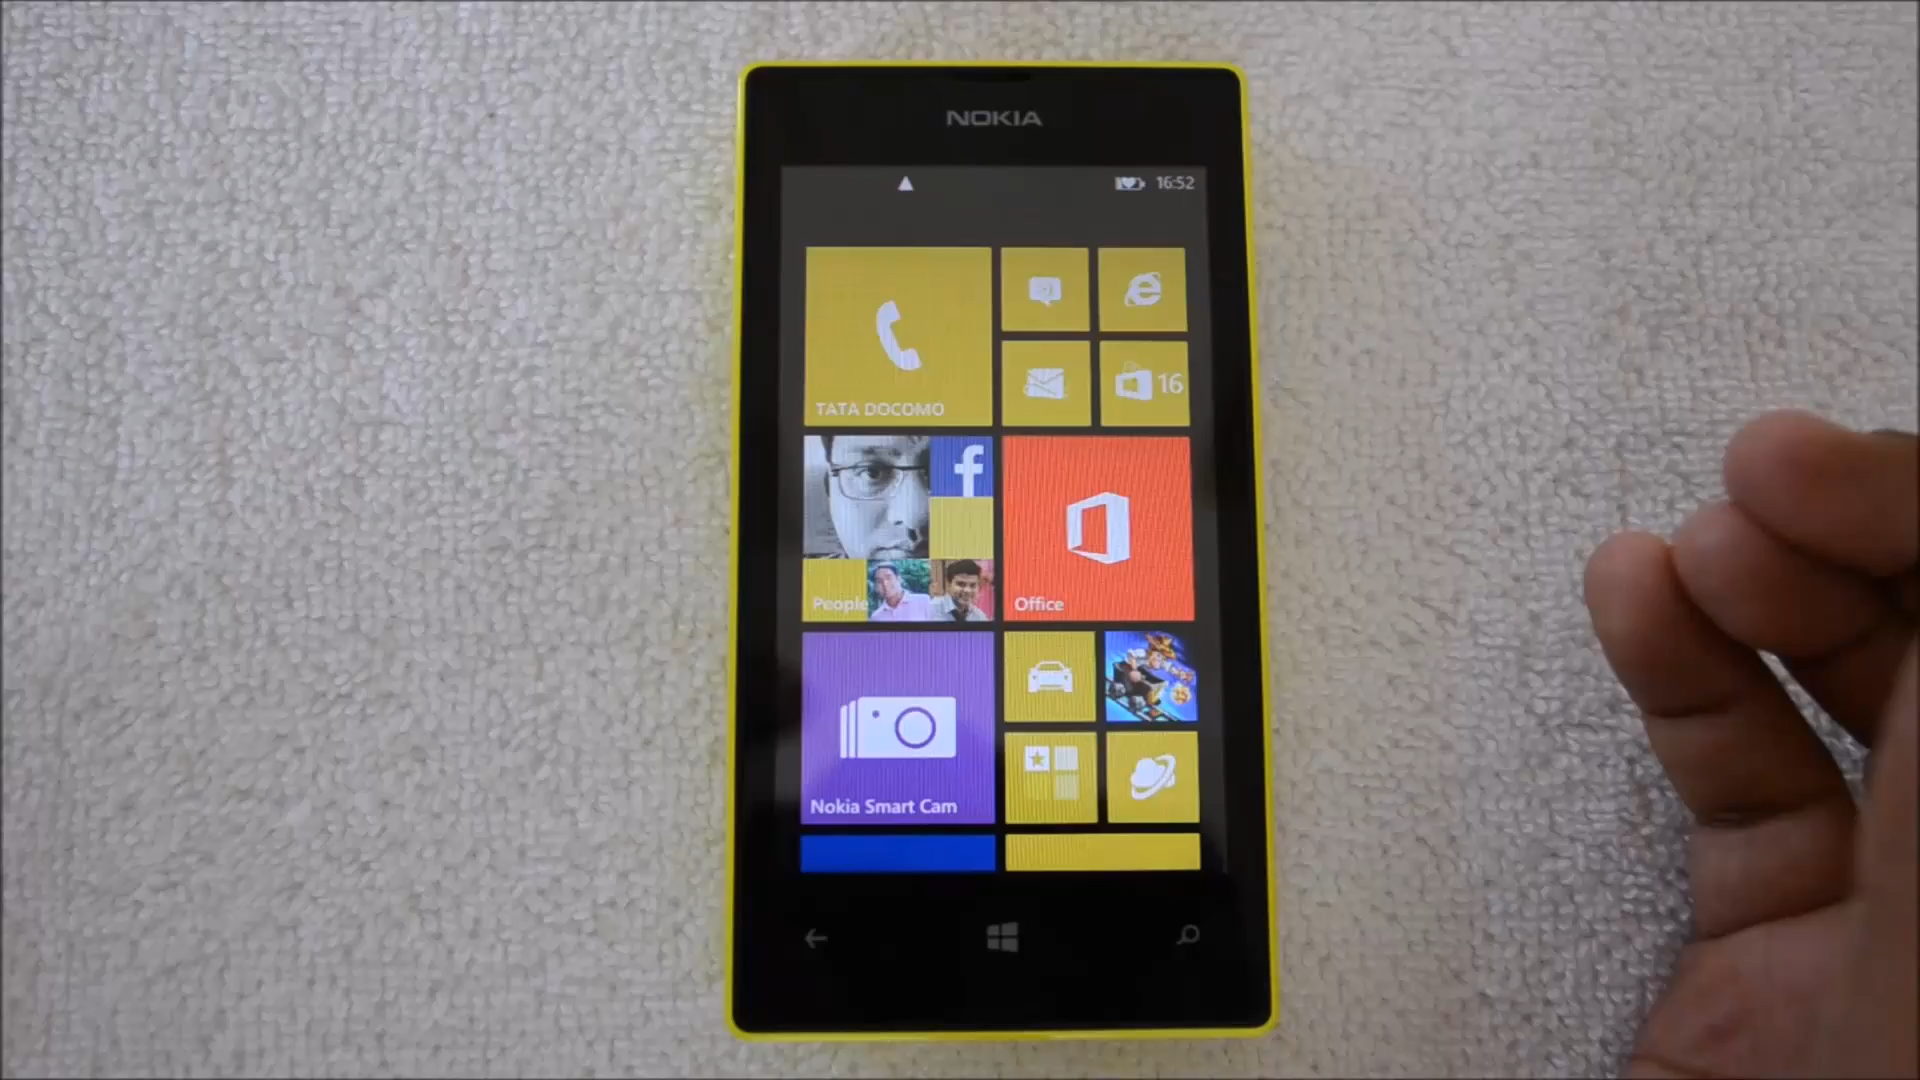 NOKIA
16:52
TATA DOCOMO
16
People
Office
Nokia Smart Cam